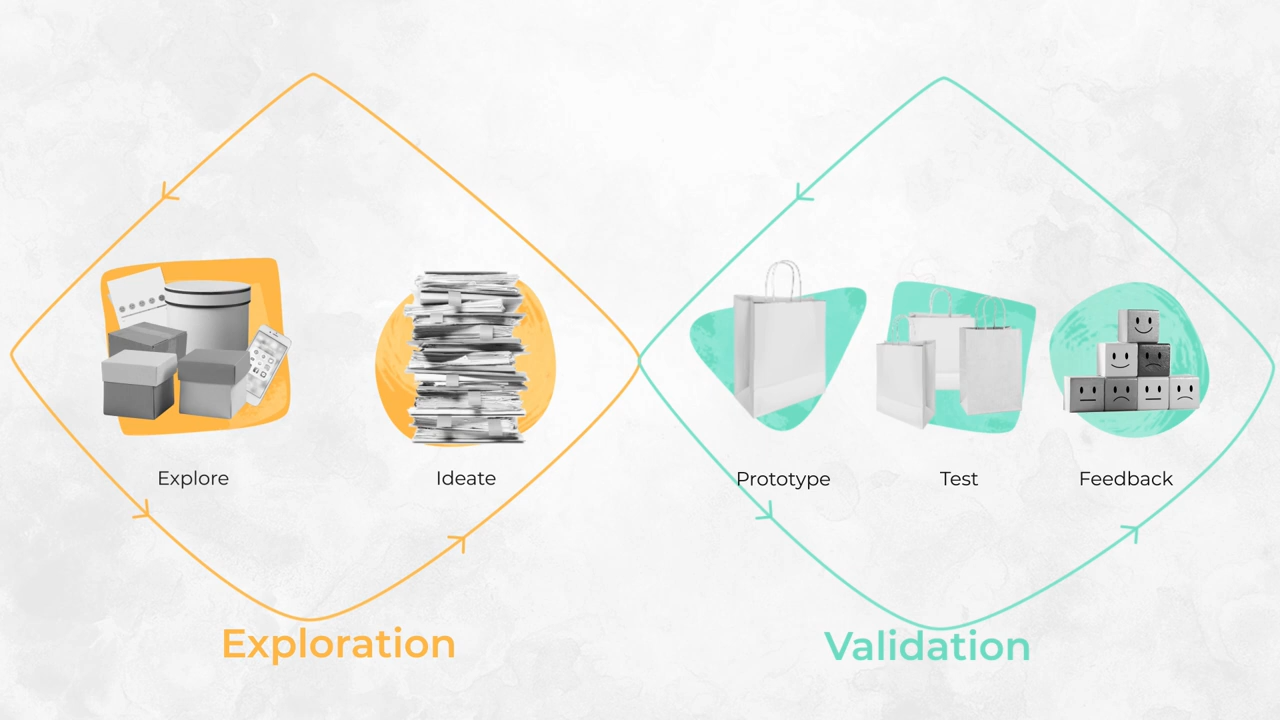 Explore
Ideate
Prototype
Test
Feedback
Exploration
Validation